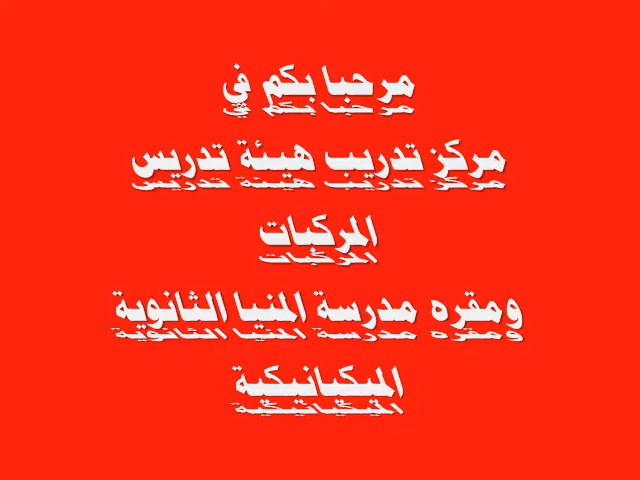 مرحبا بكم في
مركز تدريب هيئة تدريس
المركبات
ومقره مدرسة المنيا الثانوية
الميكانيكية